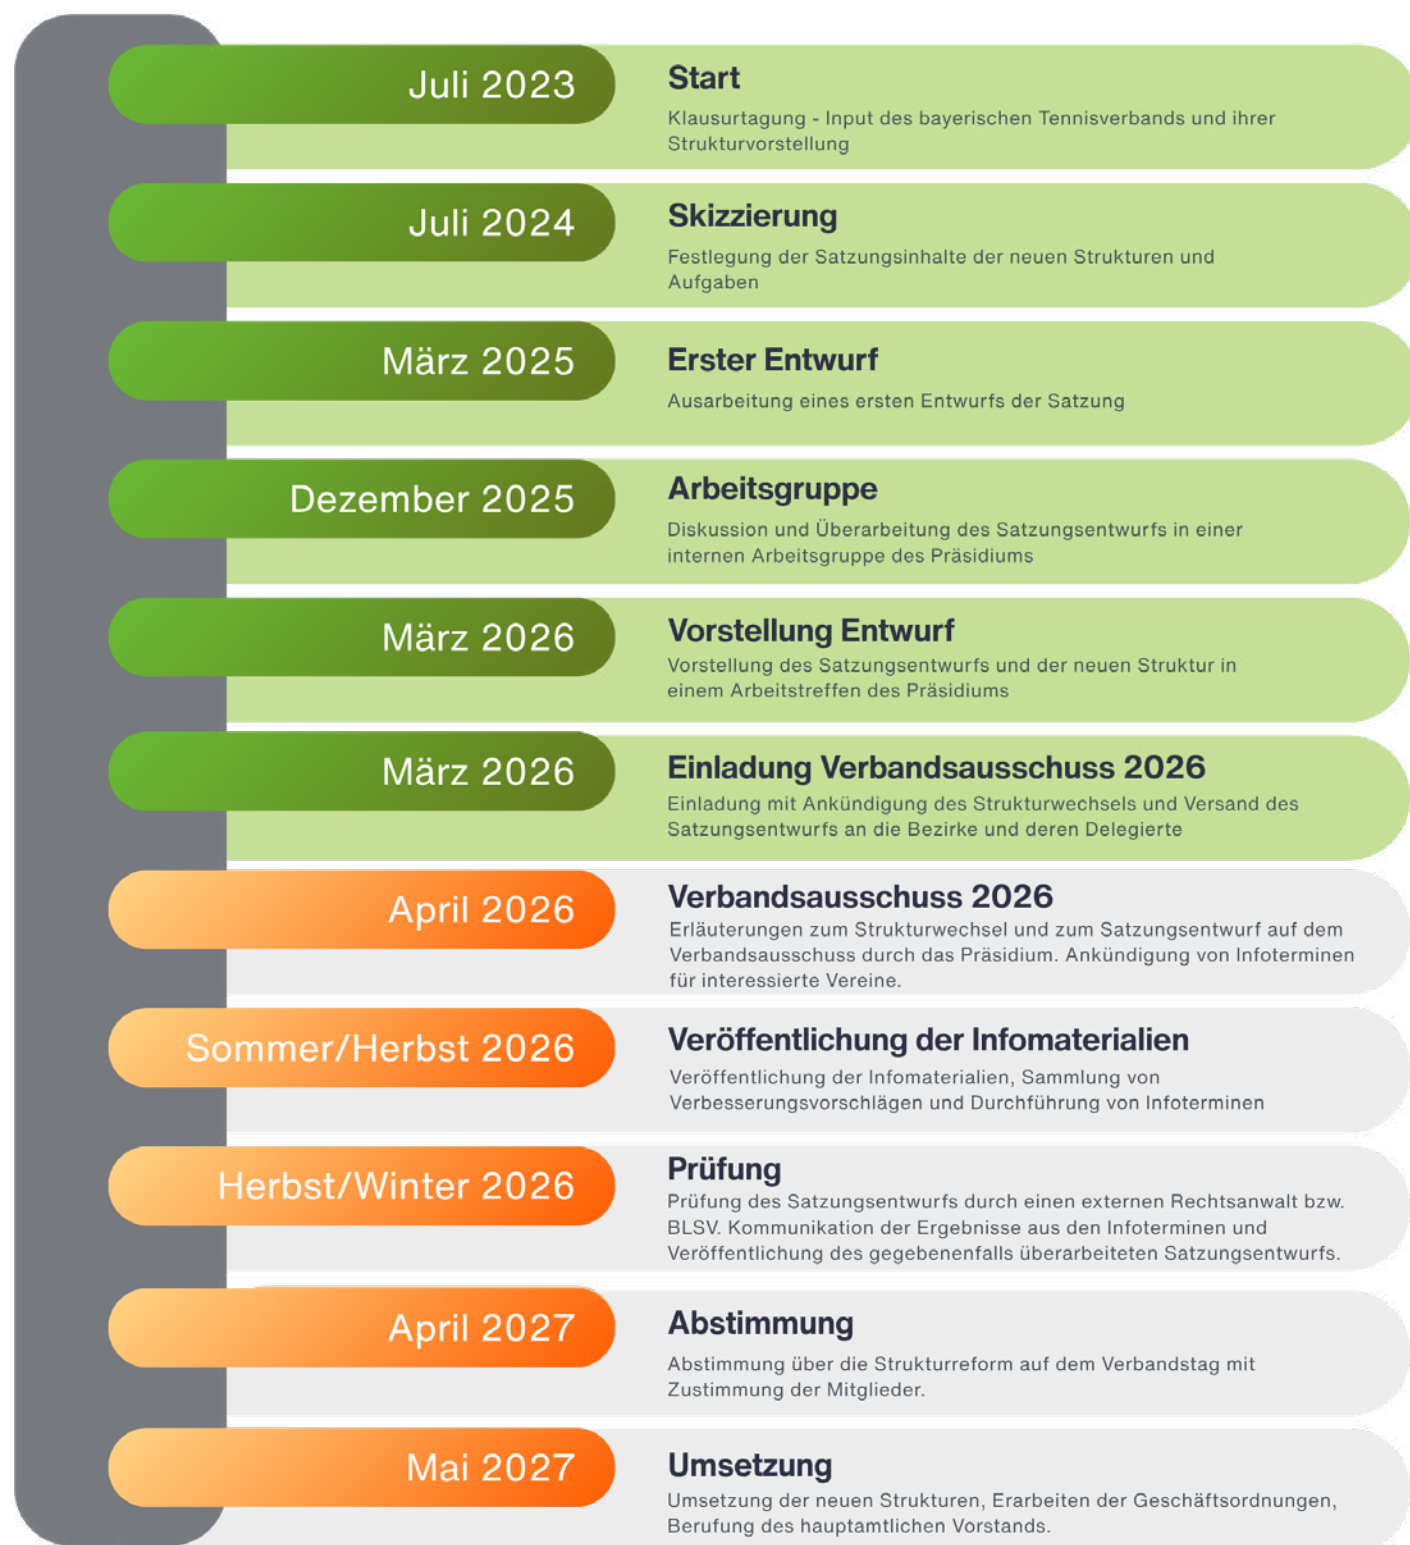 Juli 2023
Start
Klausurtagung - Input des bayerischen Tennisverbands und ihrer
Strukturvorstellung
Juli 2024
Skizzierung
Festlegung der Satzungsinhalte der neuen Strukturen und
Aufgaben
März 2025
Erster Entwurf
Ausarbeitung eines ersten Entwurfs der Satzung
Dezember 2025
Arbeitsgruppe
Diskussion und Überarbeitung des Satzungsentwurfs in einer
internen Arbeitsgruppe des Präsidiums
März 2026
Vorstellung Entwurf
Vorstellung des Satzungsentwurfs und der neuen Struktur in
einem Arbeitstreffen des Präsidiums
März 2026
Einladung Verbandsausschuss 2026
Einladung mit Ankündigung des Strukturwechsels und Versand des
Satzungsentwurfs an die Bezirke und deren Delegierte
April 2026
Verbandsausschuss 2026
Erläuterungen zum Strukturwechsel und zum Satzungsentwurf auf dem
Verbandsausschuss durch das Präsidium. Ankündigung von Infoterminen
für interessierte Vereine.
Sommer/Herbst 2026
Veröffentlichung der Infomaterialien
Veröffentlichung der Infomaterialien, Sammlung von
Verbesserungsvorschlägen und Durchführung von Infoterminen
Herbst/Winter 2026
Prüfung
Prüfung des Satzungsentwurfs durch einen externen Rechtsanwalt bzw.
BLSV. Kommunikation der Ergebnisse aus den Infoterminen und
Veröffentlichung des gegebenenfalls überarbeiteten Satzungsentwurfs.
April 2027
Abstimmung
Abstimmung über die Strukturreform auf dem Verbandstag mit
Zustimmung der Mitglieder.
Mai 2027
Umsetzung
Umsetzung der neuen Strukturen, Erarbeiten der Geschäftsordnungen,
Berufung des hauptamtlichen Vorstands.